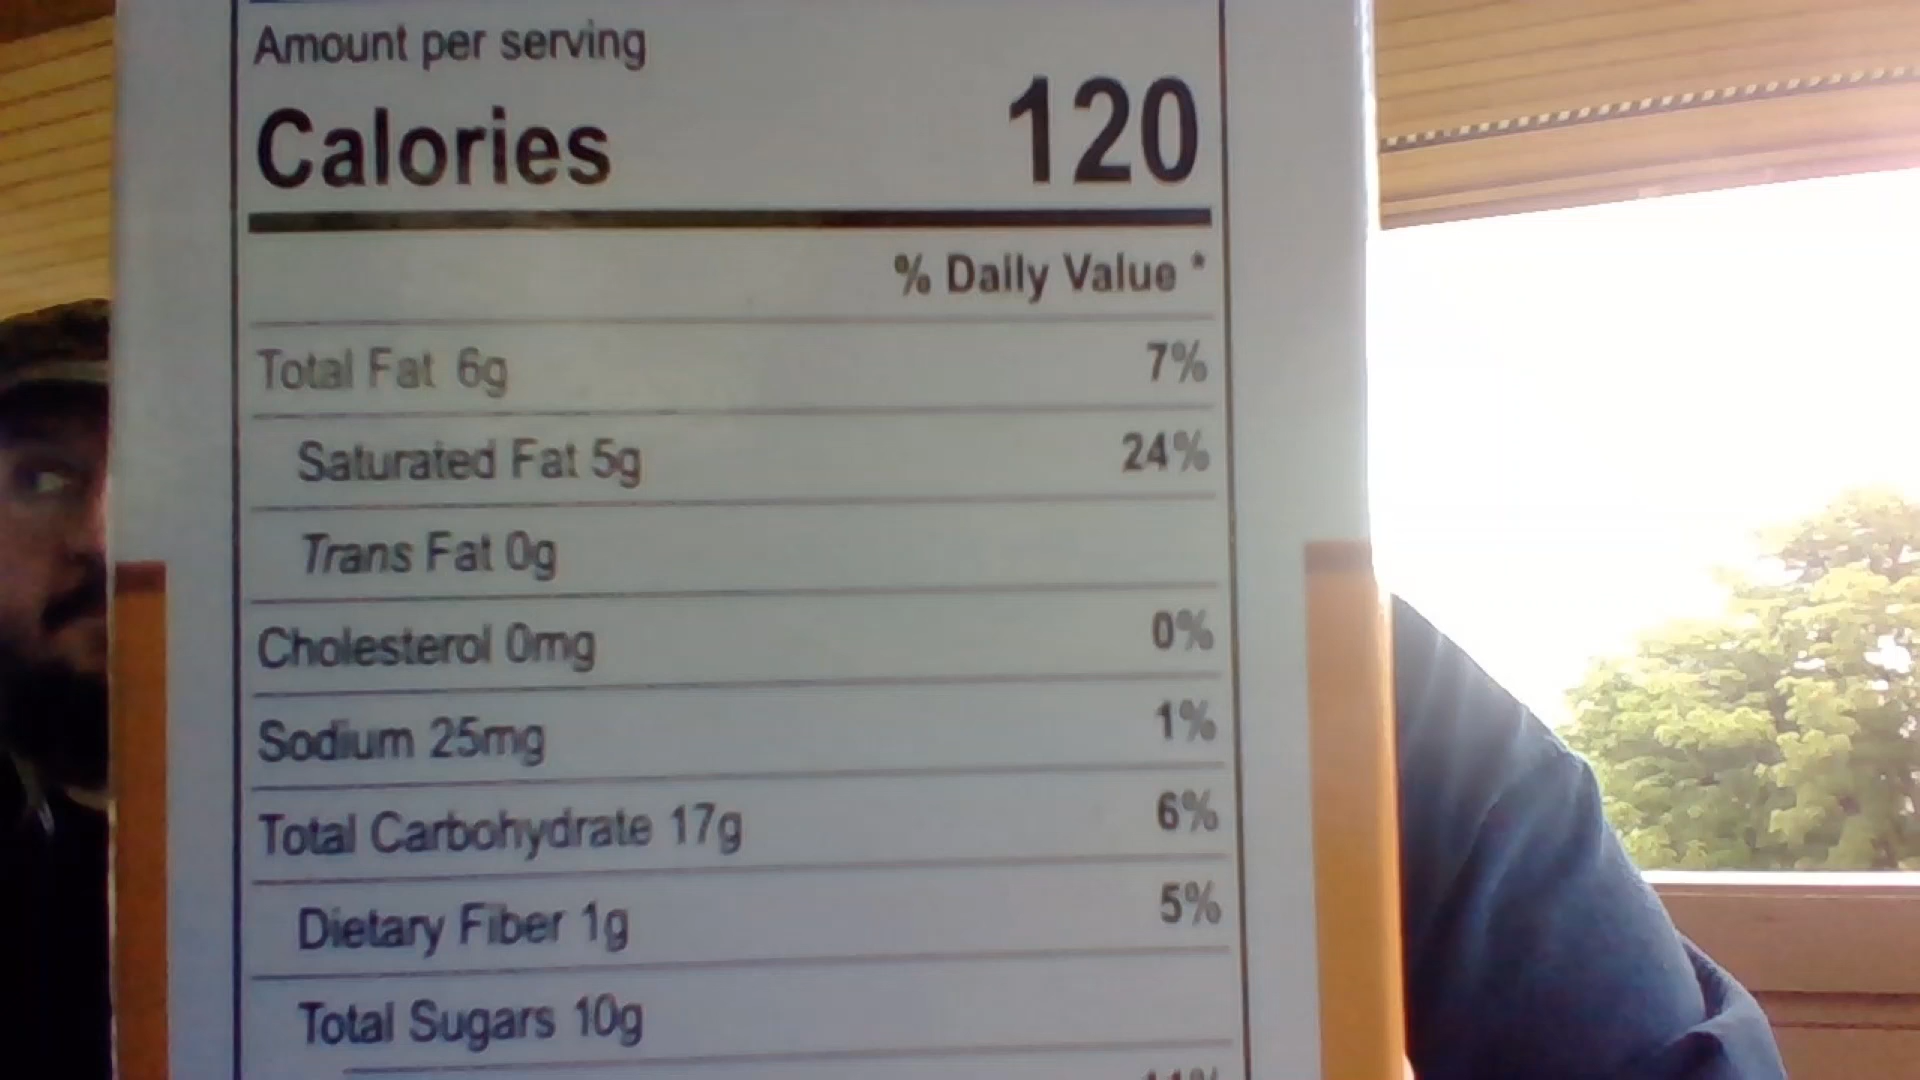 Amount per serving
Calories 120
% Daily Value *
Total Fat 6g 7%
Saturated Fat 5g 24%
Trans Fat 0g
Cholesterol 0mg 0%
Sodium 25mg 1%
Total Carbohydrate 17g 6%
Dietary Fiber 1g 5%
Total Sugars 10g